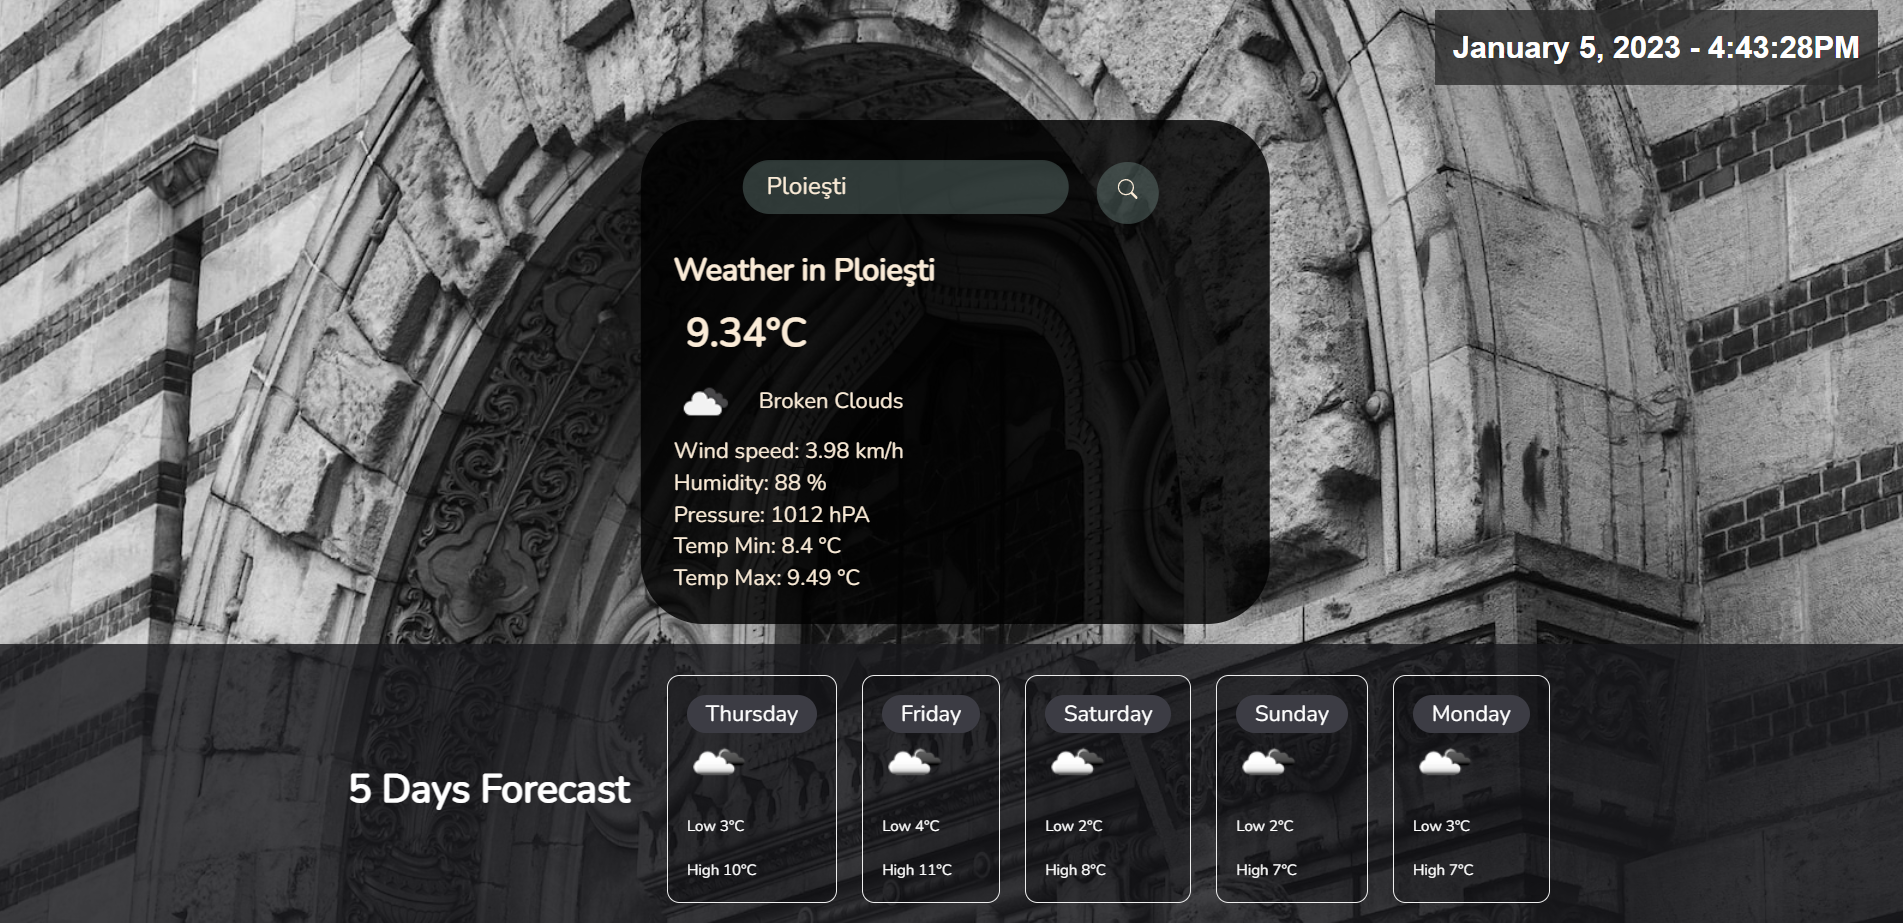 January 5, 2023 - 4:43:28PM
Ploieşti
Weather in Ploieşti
9.34°C
Broken Clouds
Wind speed: 3.98 km/h
Humidity: 88 %
Pressure: 1012 hPA
Temp Min: 8.4 °C
Temp Max: 9.49 °C
5 Days Forecast
Thursday
Low 3°C
High 10°C
Friday
Low 4°C
High 11°C
Saturday
Low 2°C
High 8°C
Sunday
Low 2°C
High 7°C
Monday
Low 3°C
High 7°C